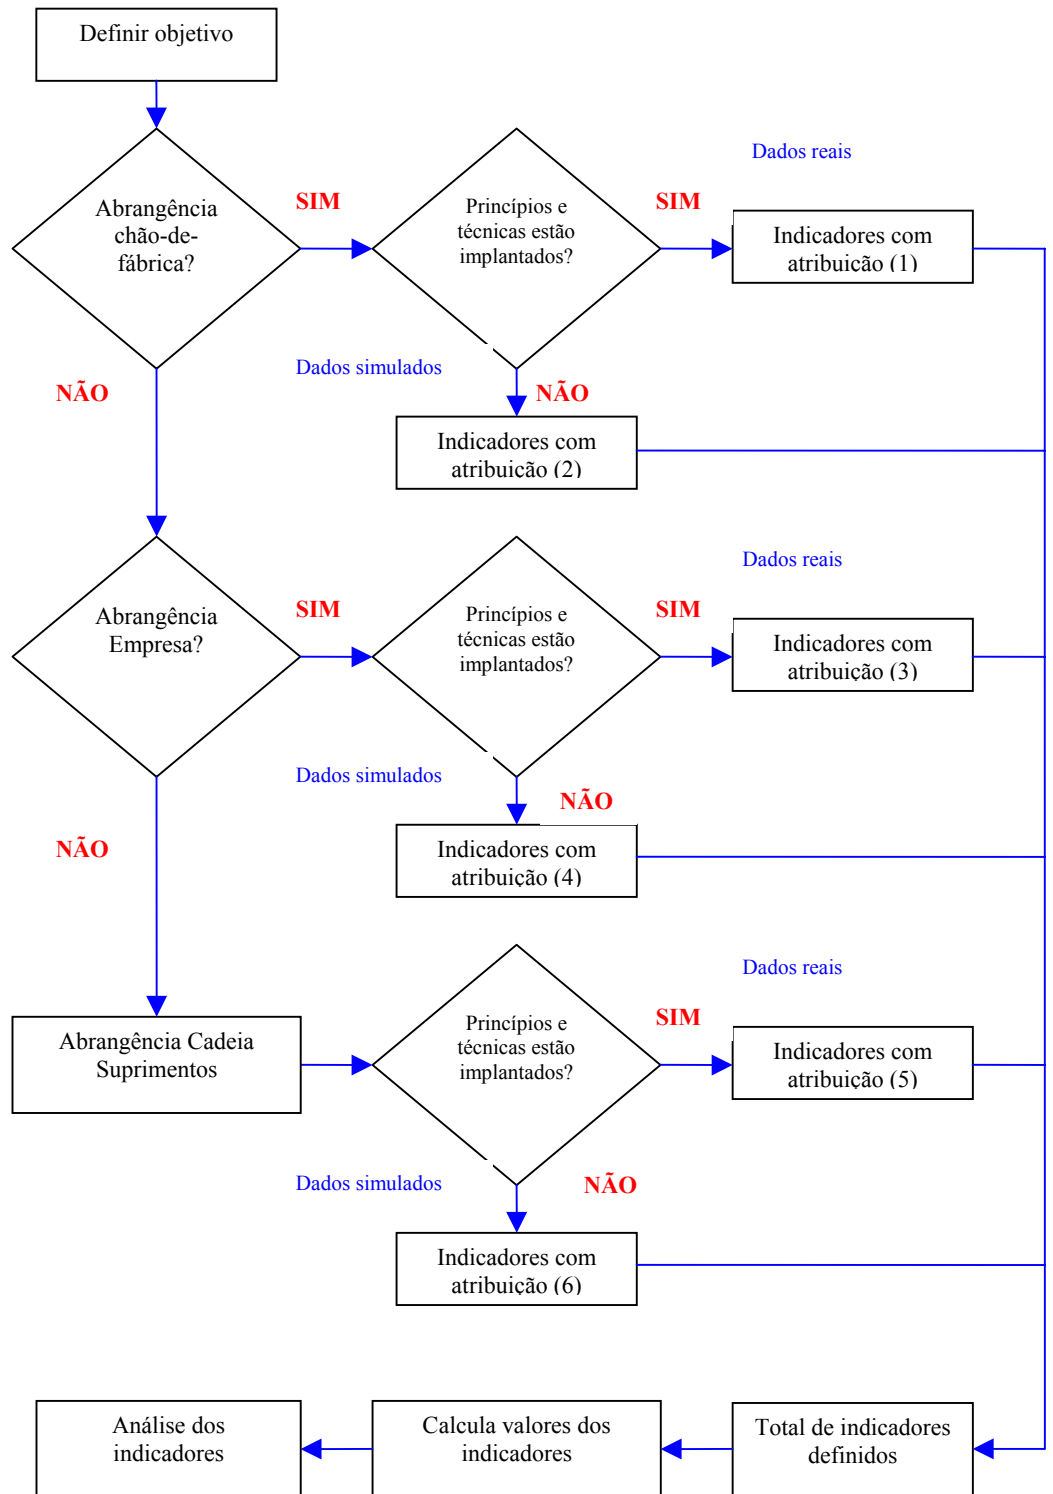 Definir objetivo
Dados reais
Abrangência
chão-de-
fábrica?
SIM
Princípios e
técnicas estão
implantados?
SIM
Indicadores com
atribuição (1)
NÃO
Dados simulados
NÃO
Indicadores com
atribuição (2)
Dados reais
Abrangência
Empresa?
SIM
Princípios e
técnicas estão
implantados?
SIM
Indicadores com
atribuição (3)
Dados simulados
NÃO
NÃO
Indicadores com
atribuição (4)
Dados reais
Abrangência Cadeia
Suprimentos
Princípios e
técnicas estão
implantados?
SIM
Indicadores com
atribuição (5)
Dados simulados
NÃO
Indicadores com
atribuição (6)
Análise dos
indicadores
Calcula valores dos
indicadores
Total de indicadores
definidos